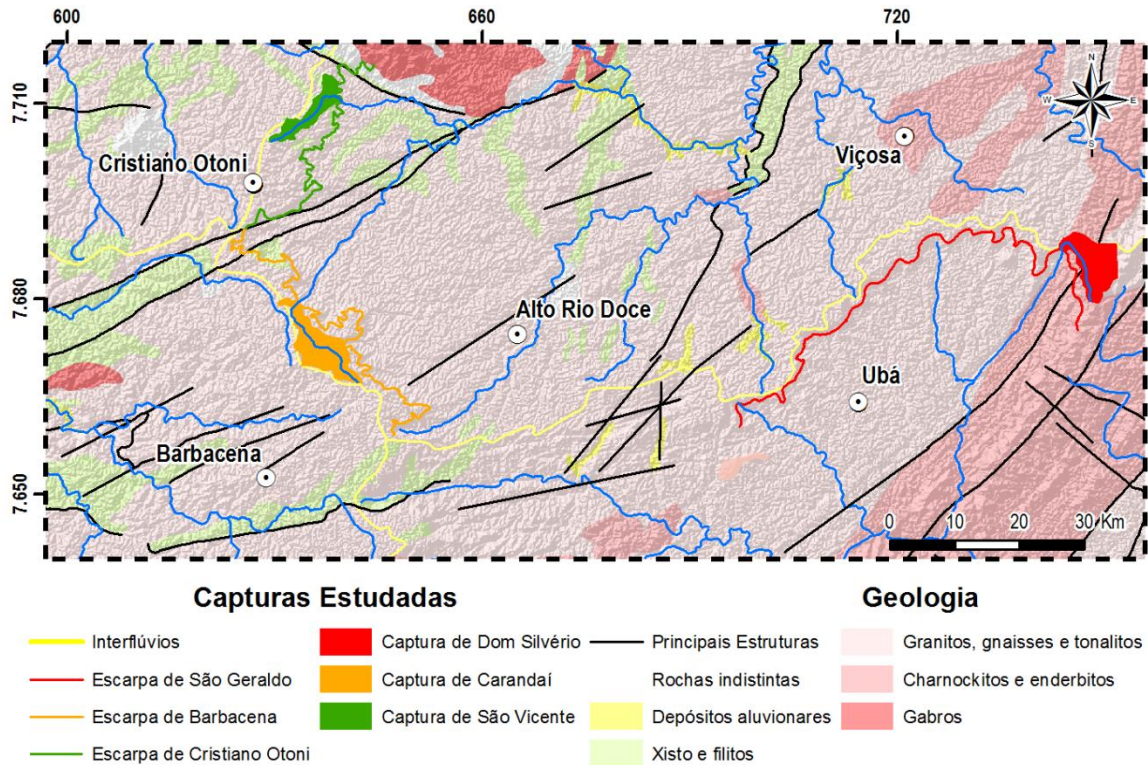 600 660 720
7.710
7.680
7.650
N
W E
S
Cristiano Otoni
Viçosa
Alto Rio Doce
Ubá
Barbacena
0 10 20 30 Km
Capturas Estudadas
Interflúvios
Escarpa de São Geraldo
Escarpa de Barbacena
Escarpa de Cristiano Otoni
Captura de Dom Silvério
Captura de Carandaí
Captura de São Vicente
Geologia
Principais Estruturas
Rochas indistintas
Depósitos aluvionares
Xisto e filitos
Granitos, gnaisses e tonalitos
Charnockitos e enderbitos
Gabros